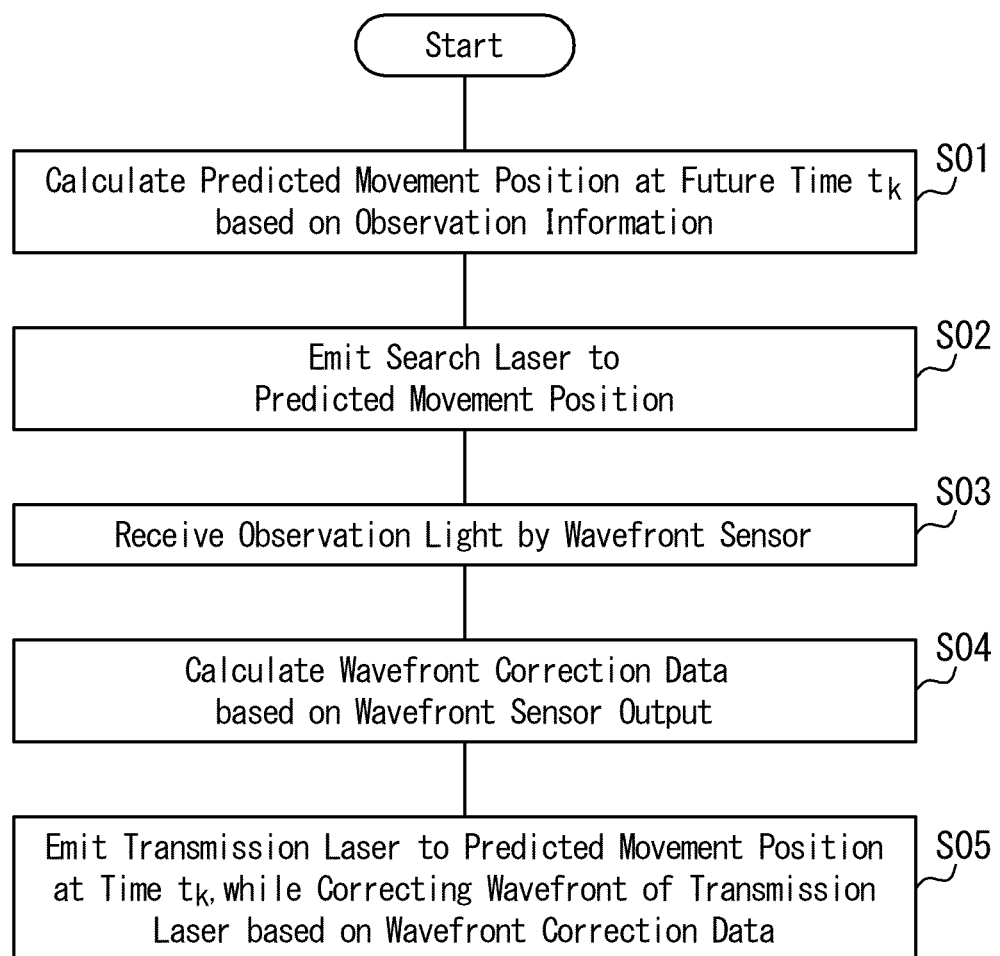 Start
S01
Calculate Predicted Movement Position at Future Time tk
based on Observation Information
S02
Emit Search Laser to
Predicted Movement Position
S03
Receive Observation Light by Wavefront Sensor
S04
Calculate Wavefront Correction Data
based on Wavefront Sensor Output
S05
Emit Transmission Laser to Predicted Movement Position
at Time tk, while Correcting Wavefront of Transmission
Laser based on Wavefront Correction Data